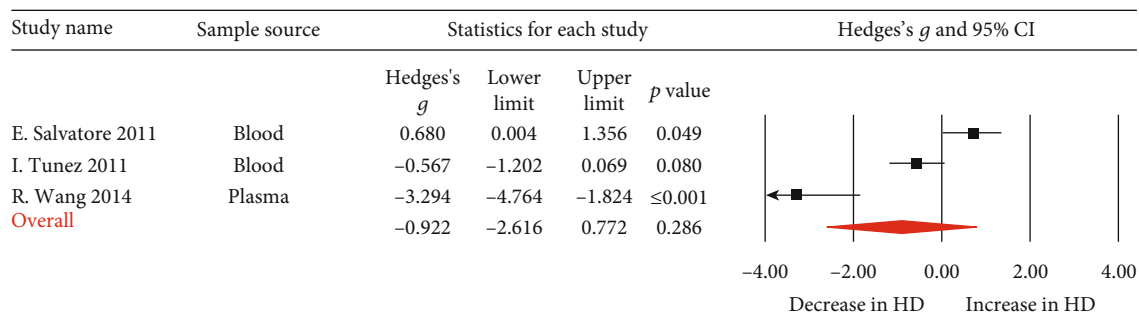 Study name Sample source Statistics for each study Hedges's g and 95% CI
Hedges's g Lower limit Upper limit p value
E. Salvatore 2011 Blood 0.680 0.004 1.356 0.049
I. Tunez 2011 Blood –0.567 –1.202 0.069 0.080
R. Wang 2014 Plasma –3.294 –4.764 –1.824 ≤0.001
Overall –0.922 –2.616 0.772 0.286
–4.00 –2.00 0.00 2.00 4.00
Decrease in HD Increase in HD